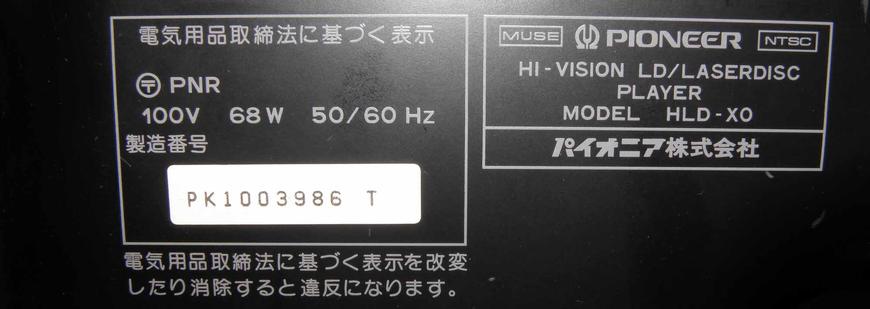 電気用品取締法に基づく表示
〒 PNR
100V 68W 50/60 Hz
製造番号
PK1003986 T
電気用品取締法に基づく表示を改変
したり消除すると違反になります。
MUSE PIONEER NTSC
HI-VISION LD/LASERDISC
PLAYER
MODEL HLD-X0
パイオニア株式会社